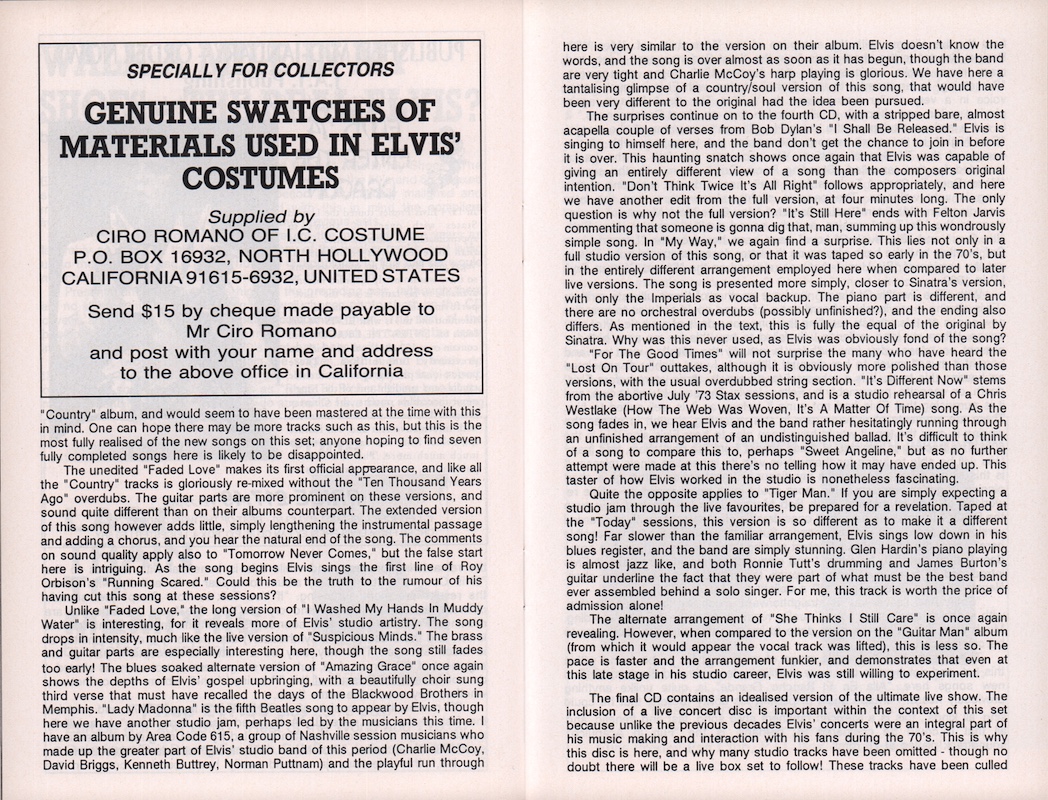 SPECIALLY FOR COLLECTORS
GENUINE SWATCHES OF
MATERIALS USED IN ELVIS'
COSTUMES
Supplied by
CIRO ROMANO OF I.C. COSTUME
P.O. BOX 16932, NORTH HOLLYWOOD
CALIFORNIA 91615-6932, UNITED STATES
Send $15 by cheque made payable to
Mr Ciro Romano
and post with your name and address
to the above office in California
"Country" album, and would seem to have been mastered at the time with this
in mind. One can hope there may be more tracks such as this, but this is the
most fully realised of the new songs on this set; anyone hoping to find seven
fully completed songs here is likely to be disappointed.
The unedited "Faded Love" makes its first official appearance, and like all
the "Country" tracks is gloriously re-mixed without the "Ten Thousand Years
Ago" overdubs. The guitar parts are more prominent on these versions, and
sound quite different than on their albums counterpart. The extended version
of this song however adds little, simply lengthening the instrumental passage
and adding a chorus, and you hear the natural end of the song. The comments
on sound quality apply also to "Tomorrow Never Comes," but the false start
here is intriguing. As the song begins Elvis sings the first line of Roy
Orbison's "Running Scared." Could this be the truth to the rumour of his
having cut this song at these sessions?
Unlike "Faded Love," the long version of "I Washed My Hands In Muddy
Water" is interesting, for it reveals more of Elvis' studio artistry. The song
drops in intensity, much like the live version of "Suspicious Minds." The brass
and guitar parts are especially interesting here, though the song still fades
too early! The blues soaked alternate version of "Amazing Grace" once again
shows the depths of Elvis' gospel upbringing, with a beautifully choir sung
third verse that must have recalled the days of the Blackwood Brothers in
Memphis. "Lady Madonna" is the fifth Beatles song to appear by Elvis, though
here we have another studio jam, perhaps led by the musicians this time. I
have an album by Area Code 615, a group of Nashville session musicians who
made up the greater part of Elvis' studio band of this period (Charlie McCoy,
David Briggs, Kenneth Buttrey, Norman Puttnam) and the playful run through
here is very similar to the version on their album. Elvis doesn't know the
words, and the song is over almost as soon as it has begun, though the band
are very tight and Charlie McCoy's harp playing is glorious. We have here a
tantalising glimpse of a country/soul version of this song, that would have
been very different to the original had the idea been pursued.
The surprises continue on to the fourth CD, with a stripped bare, almost
acapella couple of verses from Bob Dylan's "I Shall Be Released." Elvis is
singing to himself here, and the band don't get the chance to join in before
it is over. This haunting snatch shows once again that Elvis was capable of
giving an entirely different view of a song than the composers original
intention. "Don't Think Twice It's All Right" follows appropriately, and here
we have another edit from the full version, at four minutes long. The only
question is why not the full version? "It's Still Here" ends with Felton Jarvis
commenting that someone is gonna dig that, man, summing up this wondrously
simple song. In "My Way," we again find a surprise. This lies not only in a
full studio version of this song, or that it was taped so early in the 70's, but
in the entirely different arrangement employed here when compared to later
live versions. The song is presented more simply, closer to Sinatra's version,
with only the Imperials as vocal backup. The piano part is different, and
there are no orchestral overdubs (possibly unfinished?), and the ending also
differs. As mentioned in the text, this is fully the equal of the original by
Sinatra. Why was this never used, as Elvis was obviously fond of the song?
"For The Good Times" will not surprise the many who have heard the
"Lost On Tour" outtakes, although it is obviously more polished than those
versions, with the usual overdubbed string section. "It's Different Now" stems
from the abortive July '73 Stax sessions, and is a studio rehearsal of a Chris
Westlake (How The Web Was Woven, It's A Matter Of Time) song. As the
song fades in, we hear Elvis and the band rather hesitatingly running through
an unfinished arrangement of an undistinguished ballad. It's difficult to think
of a song to compare this to, perhaps "Sweet Angeline," but as no further
attempt were made at this there's no telling how it may have ended up. This
taster of how Elvis worked in the studio is nonetheless fascinating.
Quite the opposite applies to "Tiger Man." If you are simply expecting a
studio jam through the live favourites, be prepared for a revelation. Taped at
the "Today" sessions, this version is so different as to make it a different
song! Far slower than the familiar arrangement, Elvis sings low down in his
blues register, and the band are simply stunning. Glen Hardin's piano playing
is almost jazz like, and both Ronnie Tutt's drumming and James Burton's
guitar underline the fact that they were part of what must be the best band
ever assembled behind a solo singer. For me, this track is worth the price of
admission alone!
The alternate arrangement of "She Thinks I Still Care" is once again
revealing. However, when compared to the version on the "Guitar Man" album
(from which it would appear the vocal track was lifted), this is less so. The
pace is faster and the arrangement funkier, and demonstrates that even at
this late stage in his studio career, Elvis was still willing to experiment.
The final CD contains an idealised version of the ultimate live show. The
inclusion of a live concert disc is important within the context of this set
because unlike the previous decades Elvis' concerts were an integral part of
his music making and interaction with his fans during the 70's. This is why
this disc is here, and why many studio tracks have been omitted - though no
doubt there will be a live box set to follow! These tracks have been culled